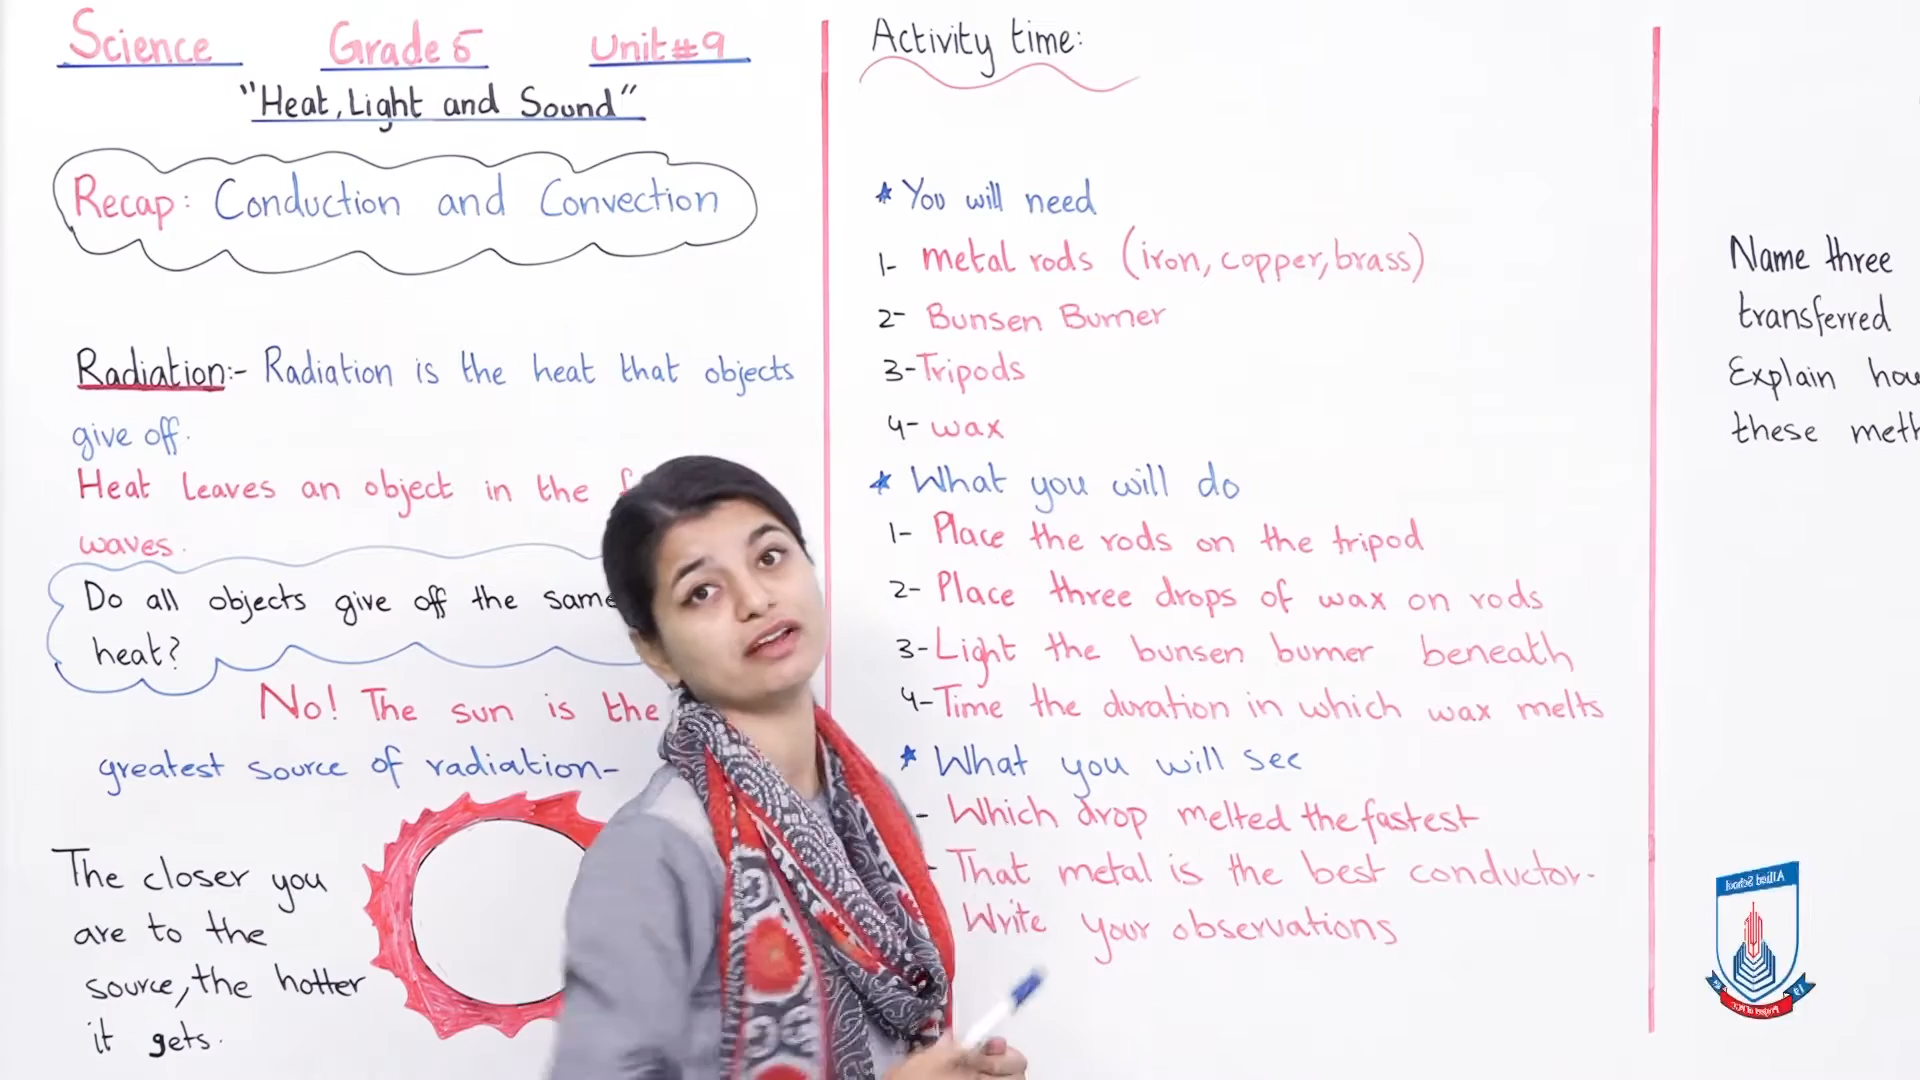 Science Grade 5 Unit #9
"Heat, Light and Sound"
Recap: Conduction and Convection
Radiation:- Radiation is the heat that objects
give off.
Heat leaves an object in the
waves.
Do all objects give off the same
heat?
No! The sun is the
greatest source of radiation-
The closer you
are to the
source, the hotter
it gets.
Activity time:
* You will need
1- metal rods (iron, copper, brass)
2- Bunsen Burner
3- Tripods
4- wax
* What you will do
1- Place the rods on the tripod
2- Place three drops of wax on rods
3- Light the bunsen burner beneath
4- Time the duration in which wax melts
* What you will see
- Which drop melted the fastest
- That metal is the best conductor.
Write your observations
Name three
transferred
Explain
these
Allied School